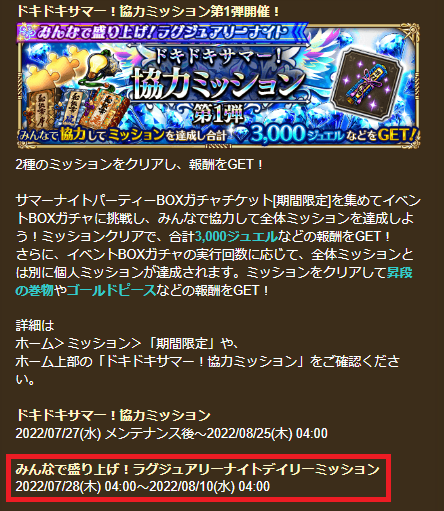 ドキドキサマー！協力ミッション第1弾開催！
みんなで盛り上げ！ラグジュアリーナイト
ドキドキサマー！
協力ミッション
第1弾
みんなで協力してミッションを達成し合計3,000ジュエルなどをGET!
2種のミッションをクリアし、報酬をGET！
サマーナイトパーティーBOXガチャチケット[期間限定]を集めてイベ
ントBOXガチャに挑戦し、みんなで協力して全体ミッションを達成しよ
う！ミッションクリアで、合計3,000ジュエルなどの報酬をGET！
さらに、イベントBOXガチャの実行回数に応じて、全体ミッションと
は別に個人ミッションが達成されます。ミッションをクリアして昇段
の巻物やゴールドピースなどの報酬をGET！
詳細は
ホーム＞ミッション＞「期間限定」や、
ホーム上部の「ドキドキサマー！協力ミッション」をご確認くださ
い。
ドキドキサマー！協力ミッション
2022/07/27(水) メンテナンス後～2022/08/25(木) 04:00
みんなで盛り上げ！ラグジュアリーナイトデイリーミッション
2022/07/28(木) 04:00～2022/08/10(水) 04:00